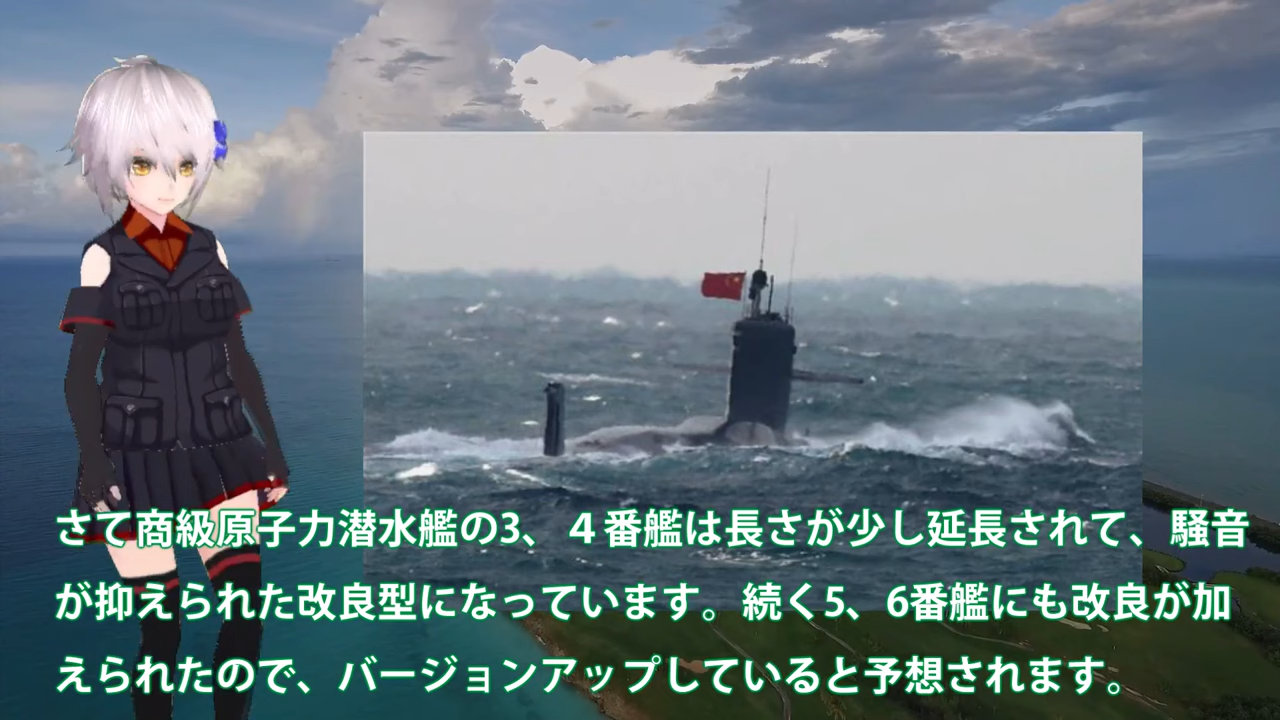 さて商級原子力潜水艦の3、４番艦は長さが少し延長されて、騒音
が抑えられた改良型になっています。続く5、6番艦にも改良が加
えられたので、バージョンアップしていると予想されます。